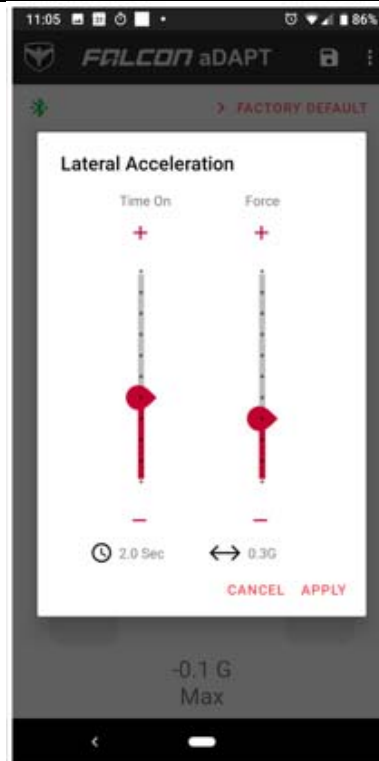 11:05 86%
FALCON aDAPT
> FACTORY DEFAULT
Lateral Acceleration
Time On Force
+ +
− −
2.0 Sec 0.3G
CANCEL APPLY
-0.1 G
Max